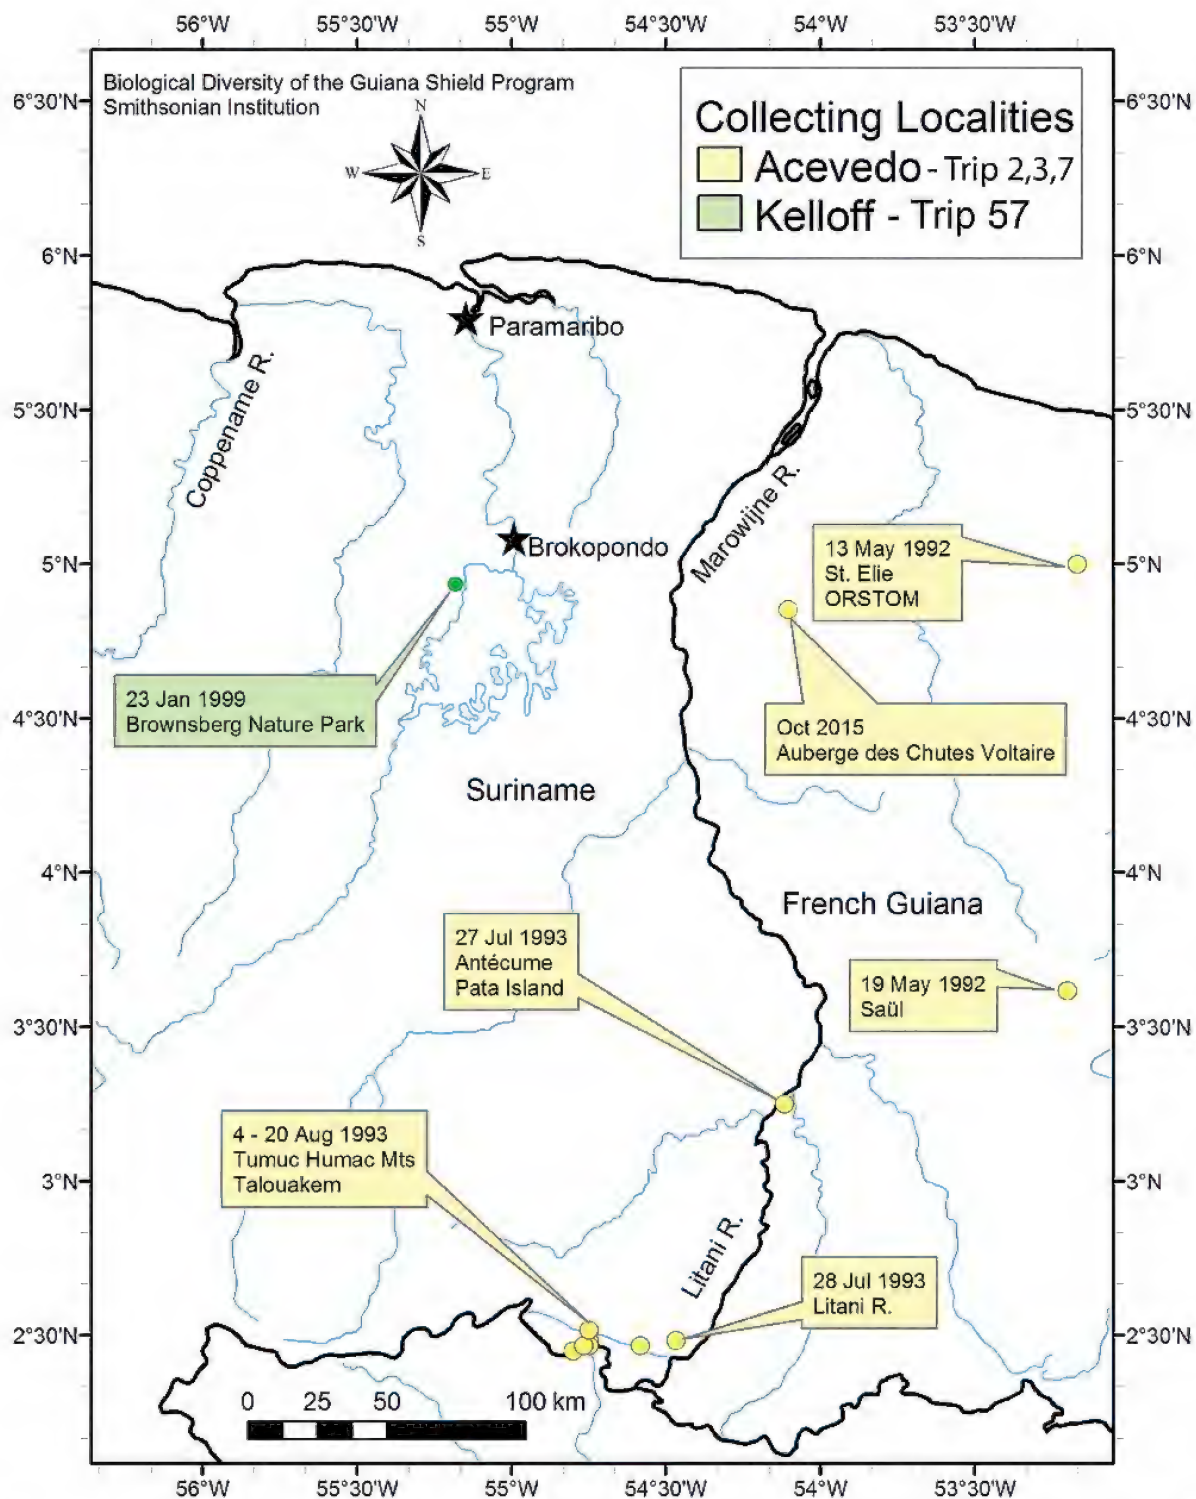 56°W 55°30'W 55°W 54°30'W 54°W 53°30'W
Biological Diversity of the Guiana Shield Program
Smithsonian Institution
N
W E
S
Collecting Localities
Acevedo - Trip 2,3,7
Kelloff - Trip 57
6°30'N 6°30'N
6°N 6°N
Paramaribo
Coppename R.
5°30'N 5°30'N
Marowijne R.
Brokopondo
13 May 1992
St. Elie
ORSTOM
5°N 5°N
23 Jan 1999
Brownsberg Nature Park
Oct 2015
Auberge des Chutes Voltaire
4°30'N 4°30'N
Suriname
4°N 4°N
French Guiana
27 Jul 1993
Antécume
Pata Island
19 May 1992
Saül
3°30'N 3°30'N
4 - 20 Aug 1993
Tumuc Humac Mts
Talouakem
3°N 3°N
Litani R.
28 Jul 1993
Litani R.
2°30'N 2°30'N
0 25 50 100 km
56°W 55°30'W 55°W 54°30'W 54°W 53°30'W